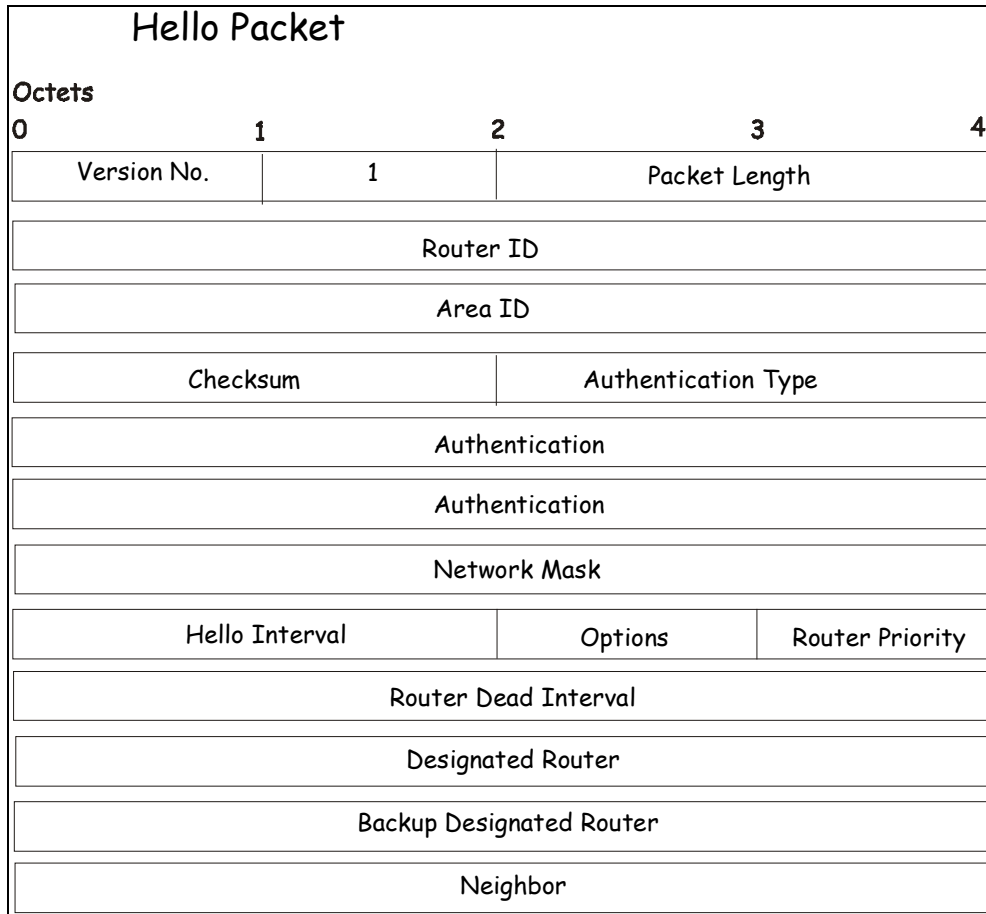 Hello Packet
Octets
0 1 2 3 4
Version No. 1 Packet Length
Router ID
Area ID
Checksum Authentication Type
Authentication
Authentication
Network Mask
Hello Interval Options Router Priority
Router Dead Interval
Designated Router
Backup Designated Router
Neighbor